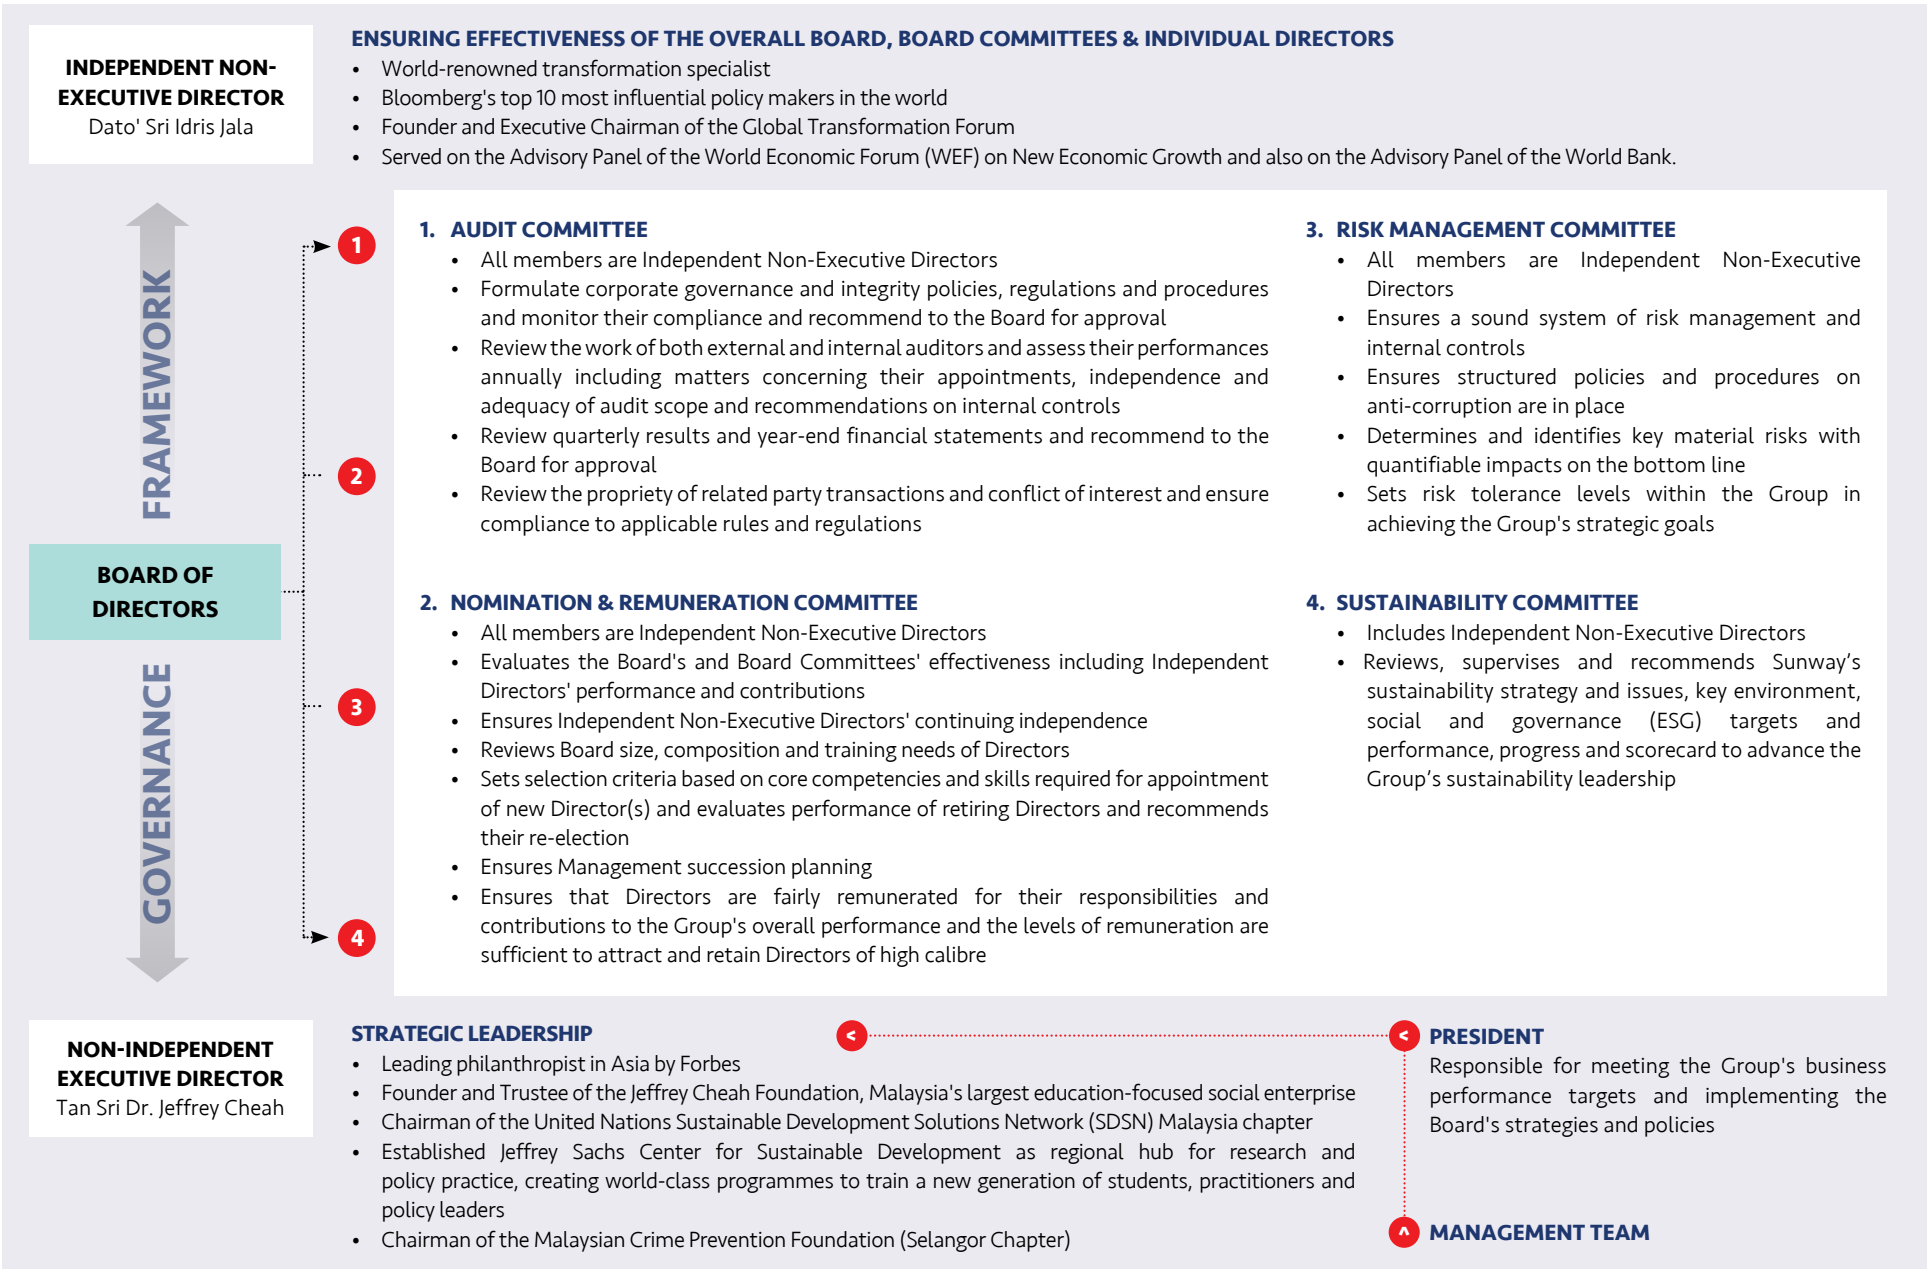 INDEPENDENT NON-
EXECUTIVE DIRECTOR
Dato' Sri Idris Jala
ENSURING EFFECTIVENESS OF THE OVERALL BOARD, BOARD COMMITTEES & INDIVIDUAL DIRECTORS
• World-renowned transformation specialist
• Bloomberg's top 10 most influential policy makers in the world
• Founder and Executive Chairman of the Global Transformation Forum
• Served on the Advisory Panel of the World Economic Forum (WEF) on New Economic Growth and also on the Advisory Panel of the World Bank.
FRAMEWORK
BOARD OF
DIRECTORS
GOVERNANCE
1
2
3
4
1. AUDIT COMMITTEE
• All members are Independent Non-Executive Directors
• Formulate corporate governance and integrity policies, regulations and procedures
and monitor their compliance and recommend to the Board for approval
• Review the work of both external and internal auditors and assess their performances
annually including matters concerning their appointments, independence and
adequacy of audit scope and recommendations on internal controls
• Review quarterly results and year-end financial statements and recommend to the
Board for approval
• Review the propriety of related party transactions and conflict of interest and ensure
compliance to applicable rules and regulations
2. NOMINATION & REMUNERATION COMMITTEE
• All members are Independent Non-Executive Directors
• Evaluates the Board's and Board Committees' effectiveness including Independent
Directors' performance and contributions
• Ensures Independent Non-Executive Directors' continuing independence
• Reviews Board size, composition and training needs of Directors
• Sets selection criteria based on core competencies and skills required for appointment
of new Director(s) and evaluates performance of retiring Directors and recommends
their re-election
• Ensures Management succession planning
• Ensures that Directors are fairly remunerated for their responsibilities and
contributions to the Group's overall performance and the levels of remuneration are
sufficient to attract and retain Directors of high calibre
3. RISK MANAGEMENT COMMITTEE
• All members are Independent Non-Executive
Directors
• Ensures a sound system of risk management and
internal controls
• Ensures structured policies and procedures on
anti-corruption are in place
• Determines and identifies key material risks with
quantifiable impacts on the bottom line
• Sets risk tolerance levels within the Group in
achieving the Group's strategic goals
4. SUSTAINABILITY COMMITTEE
• Includes Independent Non-Executive Directors
• Reviews, supervises and recommends Sunway’s
sustainability strategy and issues, key environment,
social and governance (ESG) targets and
performance, progress and scorecard to advance the
Group’s sustainability leadership
NON-INDEPENDENT
EXECUTIVE DIRECTOR
Tan Sri Dr. Jeffrey Cheah
STRATEGIC LEADERSHIP
• Leading philanthropist in Asia by Forbes
• Founder and Trustee of the Jeffrey Cheah Foundation, Malaysia's largest education-focused social enterprise
• Chairman of the United Nations Sustainable Development Solutions Network (SDSN) Malaysia chapter
• Established Jeffrey Sachs Center for Sustainable Development as regional hub for research and
policy practice, creating world-class programmes to train a new generation of students, practitioners and
policy leaders
• Chairman of the Malaysian Crime Prevention Foundation (Selangor Chapter)
< < PRESIDENT
Responsible for meeting the Group's business
performance targets and implementing the
Board's strategies and policies
^ MANAGEMENT TEAM